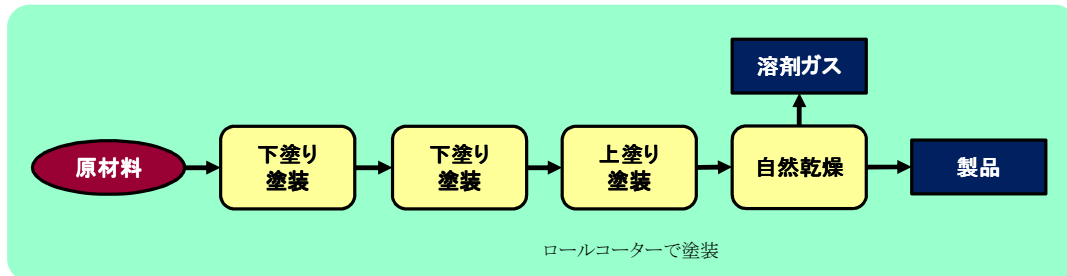 溶剤ガス
原材料
下塗り
塗装
下塗り
塗装
上塗り
塗装
自然乾燥
製品
ロールコーターで塗装